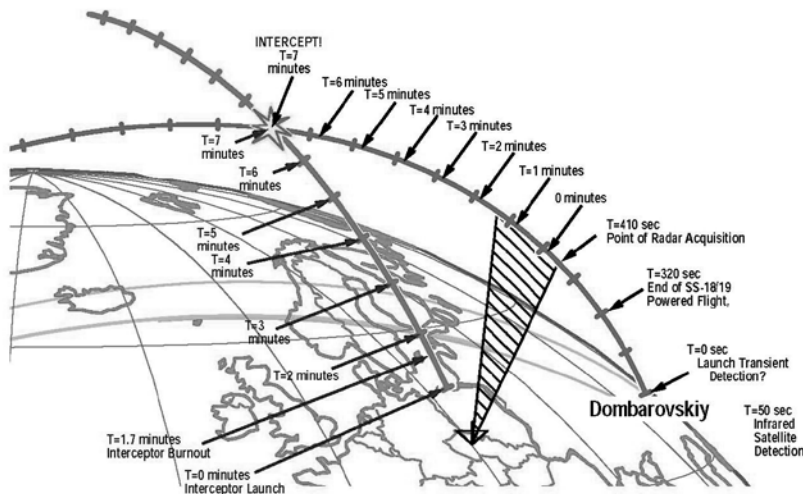 INTERCEPT!
T=7
minutes
T=6 minutes
T=5 minutes
T=4 minutes
T=3 minutes
T=2 minutes
T=1 minutes
0 minutes
T=410 sec
Point of Radar Acquisition
T=320 sec
End of SS-18/19
Powered Flight.
T=0 sec
Launch Transient
Detection?
Dombarovskiy
T=50 sec
Infrared
Satellite
Detection
T=7
minutes
T=6
minutes
T=5
minutes
T=4
minutes
T=3
minutes
T=2 minutes
T=1.7 minutes
Interceptor Burnout
T=0 minutes
Interceptor Launch